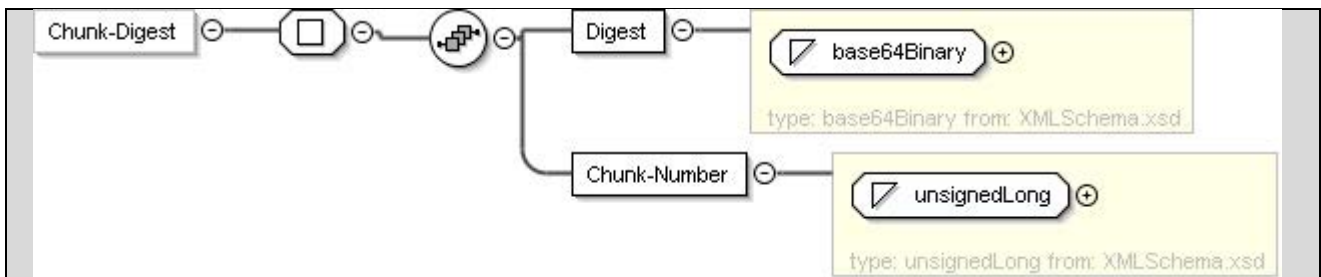 Chunk-Digest
Digest
base64Binary
type: base64Binary from: XMLSchema.xsd
Chunk-Number
unsignedLong
type: unsignedLong from: XMLSchema.xsd